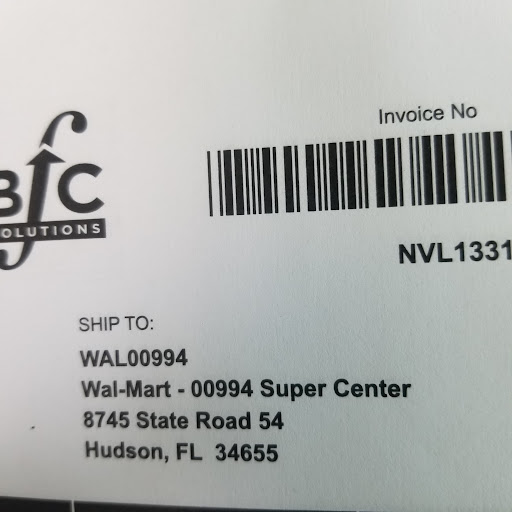 Invoice No
BfC
SOLUTIONS
NVL1331
SHIP TO:
WAL00994
Wal-Mart - 00994 Super Center
8745 State Road 54
Hudson, FL 34655